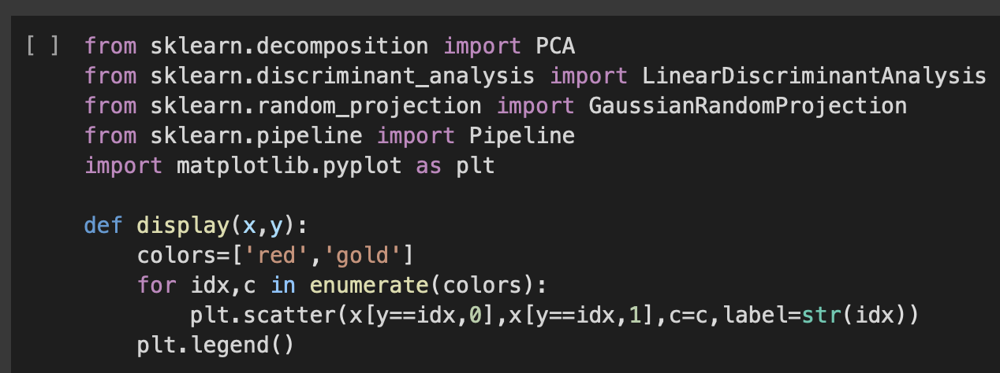 [ ] from sklearn.decomposition import PCA
from sklearn.discriminant_analysis import LinearDiscriminantAnalysis
from sklearn.random_projection import GaussianRandomProjection
from sklearn.pipeline import Pipeline
import matplotlib.pyplot as plt
def display(x,y):
    colors=['red','gold']
    for idx,c in enumerate(colors):
        plt.scatter(x[y==idx,0],x[y==idx,1],c=c,label=str(idx))
    plt.legend()